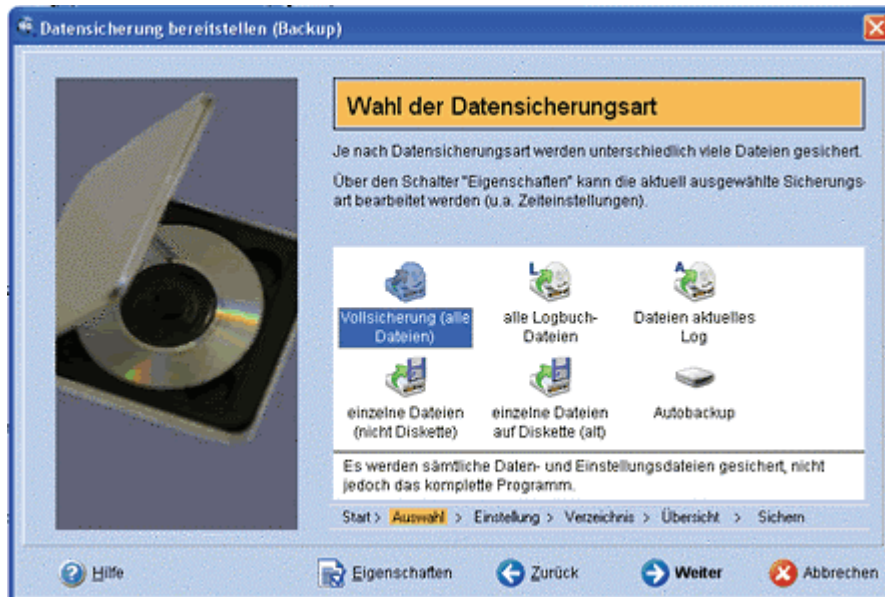 Datensicherung bereitstellen (Backup)
Wahl der Datensicherungsart
Je nach Datensicherungsart werden unterschiedlich viele Dateien gesichert.
Über den Schalter "Eigenschaften" kann die aktuell ausgewählte Sicherungs-
art bearbeitet werden (u.a. Zeiteinstellungen).
Vollsicherung (alle
Dateien)
L
alle Logbuch-
Dateien
A
Dateien aktuelles
Log
einzelne Dateien
(nicht Diskette)
einzelne Dateien
auf Diskette (alt)
Autobackup
Es werden sämtliche Daten- und Einstellungsdateien gesichert, nicht
jedoch das komplette Programm.
Start > Auswahl > Einstellung > Verzeichnis > Übersicht > Sichern
Hilfe
Eigenschaften
Zurück
Weiter
Abbrechen